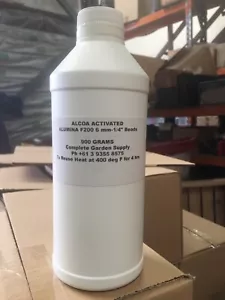 ALCOA ACTIVATED
ALUMINA F200 6 mm-1/4" Beads
900 GRAMS
Complete Garden Supply
Ph +61 3 9355 8575
To Reuse Heat at 400 deg F for 4 hrs